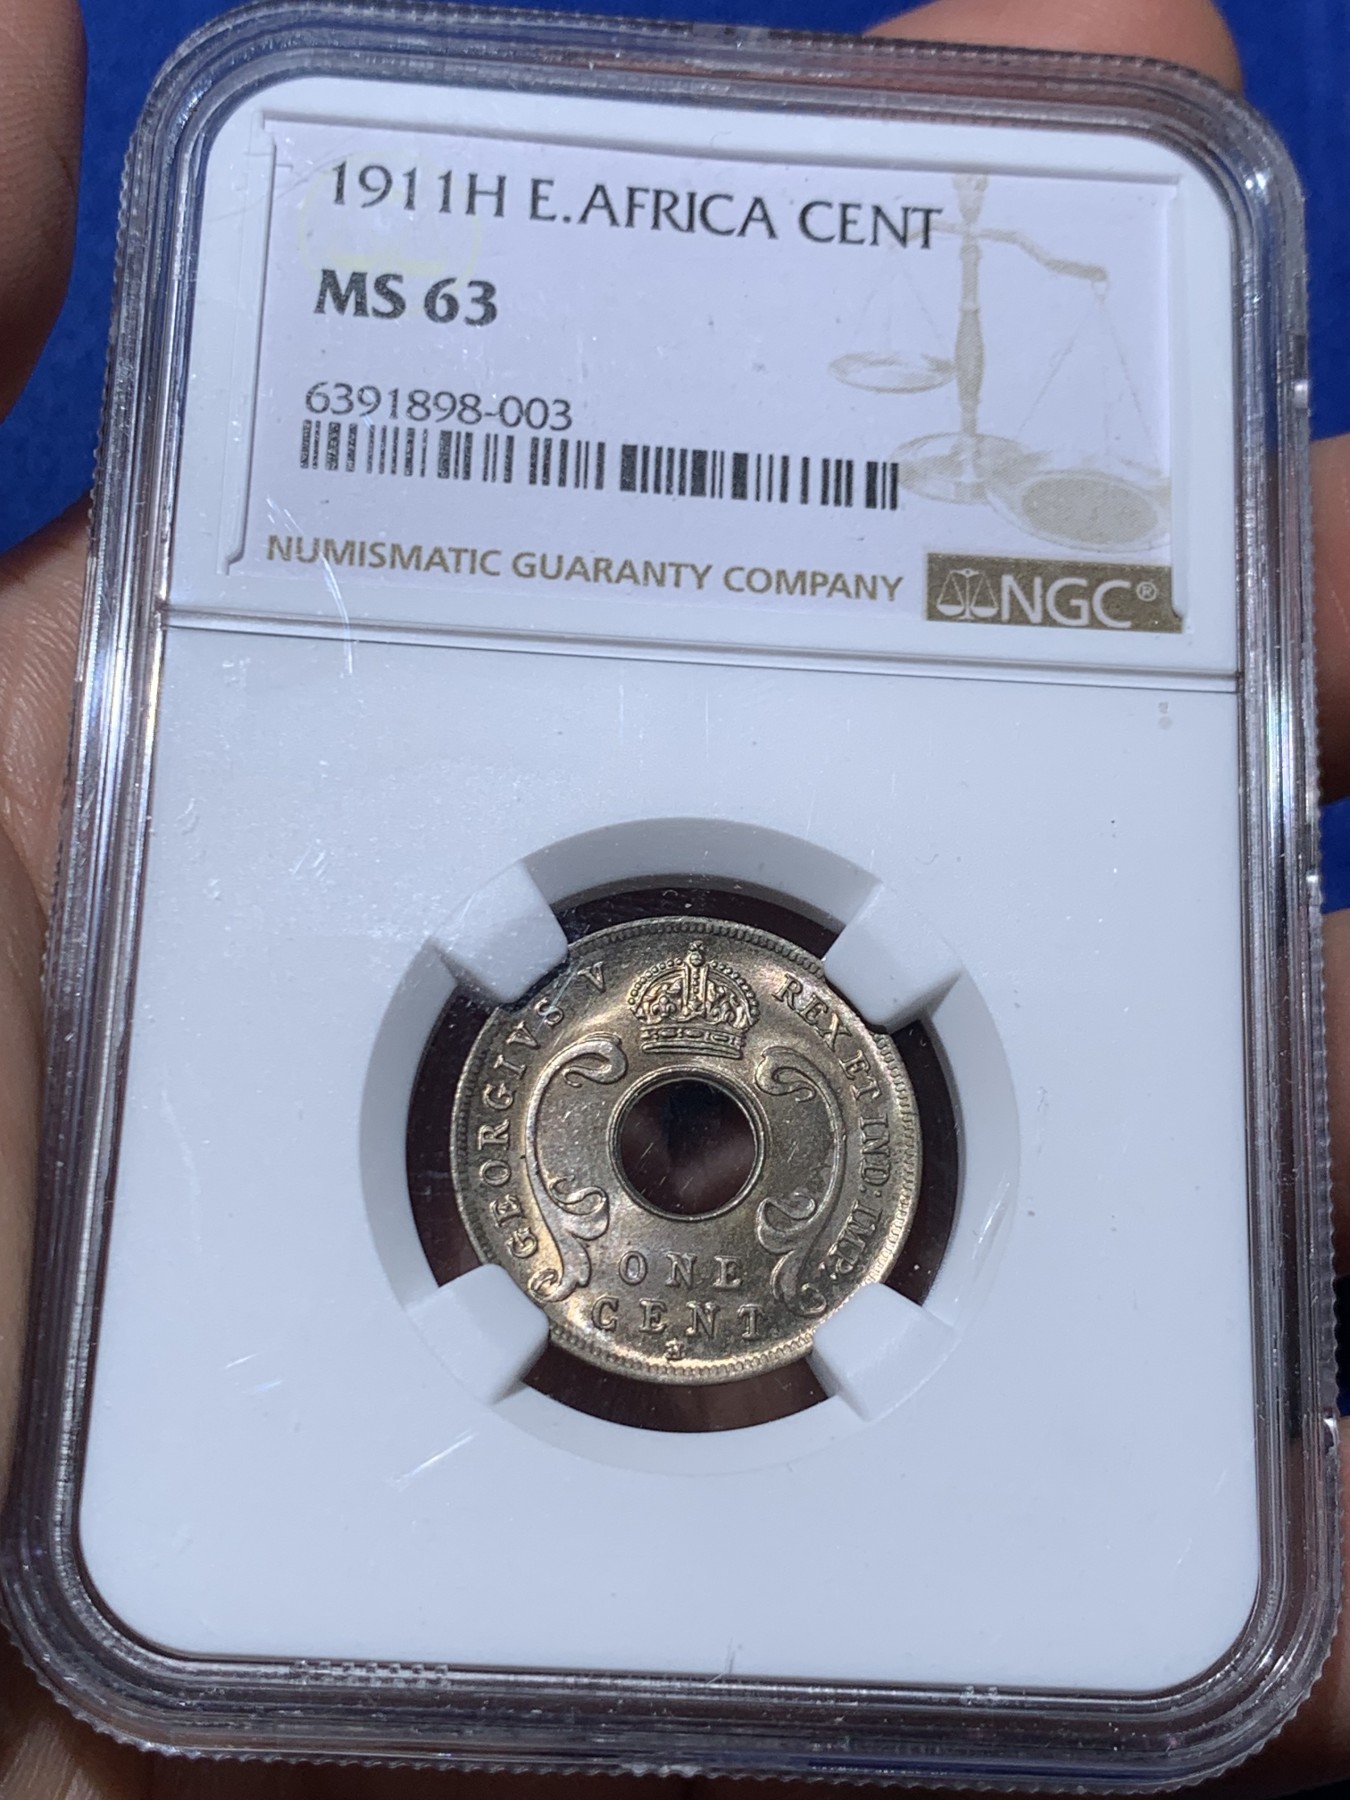 1911H E.AFRICA CENT
MS 63
6391898-003
NUMISMATIC GUARANTY COMPANY
NGC®
GEORGIVS V REX ET IND: IMP:
ONE
CENT
H